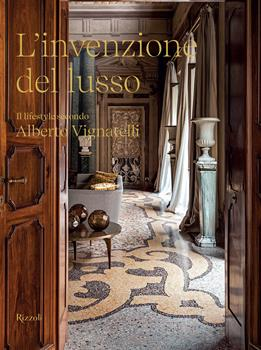 L'invenzione
del lusso
Il lifestyle secondo
Alberto Vignatelli
Rizzoli